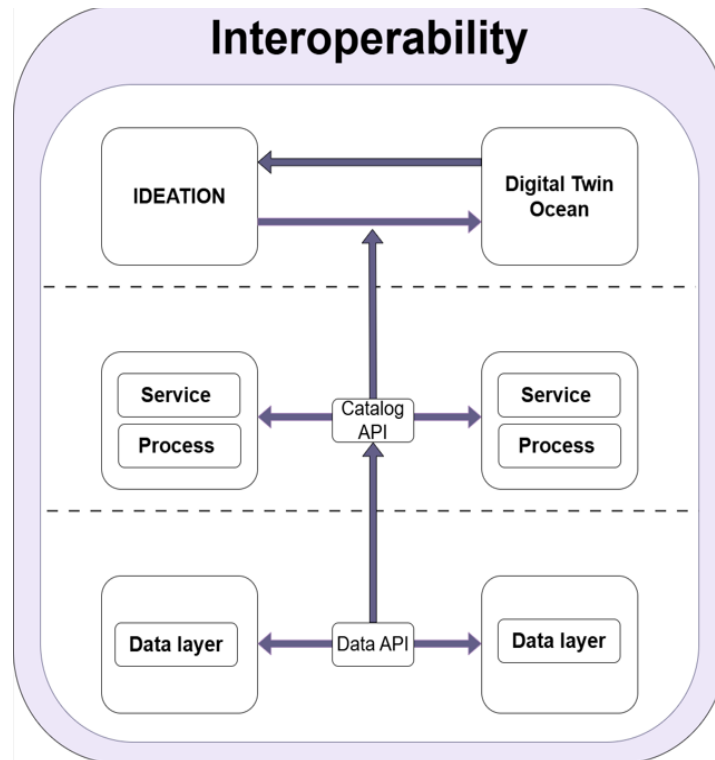 Interoperability
IDEATION
Digital Twin
Ocean
Service
Process
Catalog
API
Service
Process
Data layer
Data API
Data layer